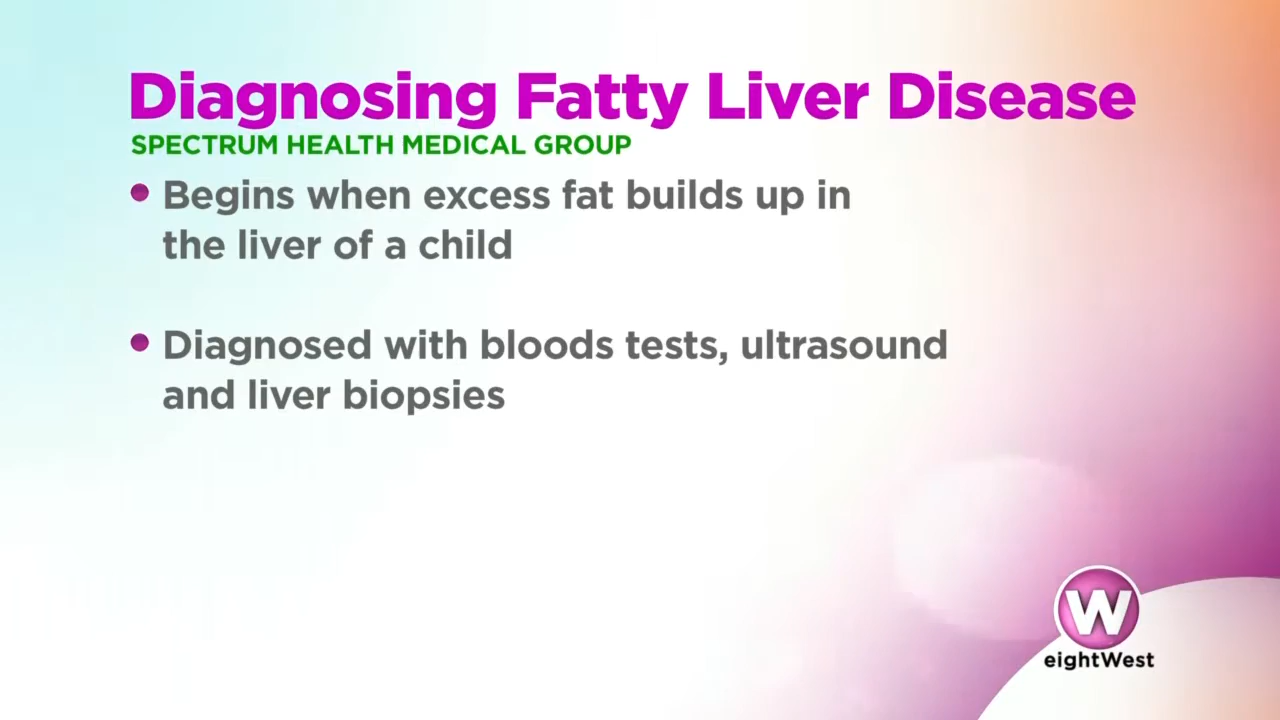 Diagnosing Fatty Liver Disease
SPECTRUM HEALTH MEDICAL GROUP
Begins when excess fat builds up in
the liver of a child
Diagnosed with bloods tests, ultrasound
and liver biopsies
W
eightWest